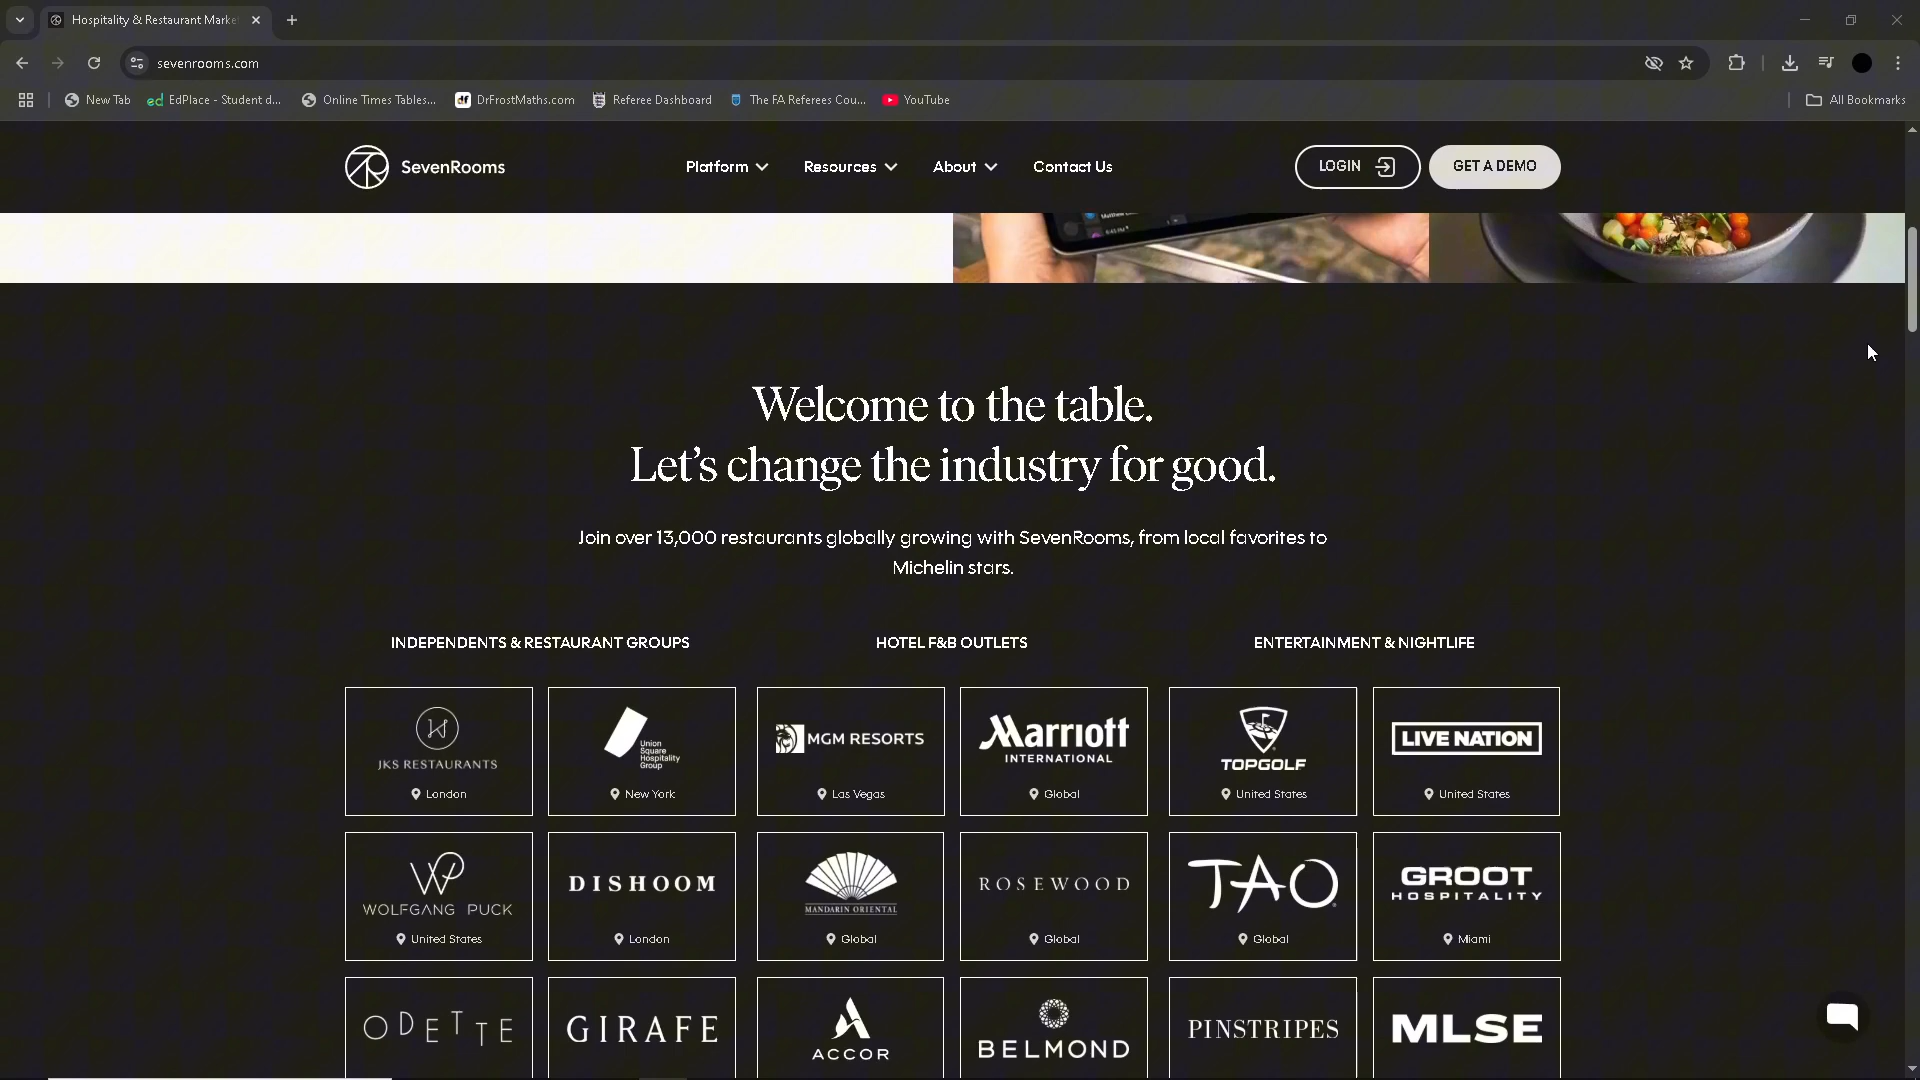 Hospitality & Restaurant Marke
sevenrooms.com
New Tab
EdPlace - Student d...
Online Times Tables...
DrFrostMaths.com
Referee Dashboard
The FA Referees Cou...
YouTube
All Bookmarks
SevenRooms
Platform
Resources
About
Contact Us
LOGIN
GET A DEMO
Welcome to the table.
Let's change the industry for good.
Join over 13,000 restaurants globally growing with SevenRooms, from local favorites to
Michelin stars.
INDEPENDENTS & RESTAURANT GROUPS
HOTEL F&B OUTLETS
ENTERTAINMENT & NIGHTLIFE
JKS RESTAURANTS
London
Union
Square
Hospitality
Group
New York
MGM RESORTS
Las Vegas
Marriott
INTERNATIONAL
Global
TOPGOLF
United States
LIVE NATION
United States
WOLFGANG PUCK
United States
DISHOOM
London
MANDARIN ORIENTAL
Global
ROSEWOOD
Global
TAO
Global
GROOT
HOSPITALITY
Miami
ODETTE
GIRAFE
ACCOR
BELMOND
PINSTRIPES
MLSE